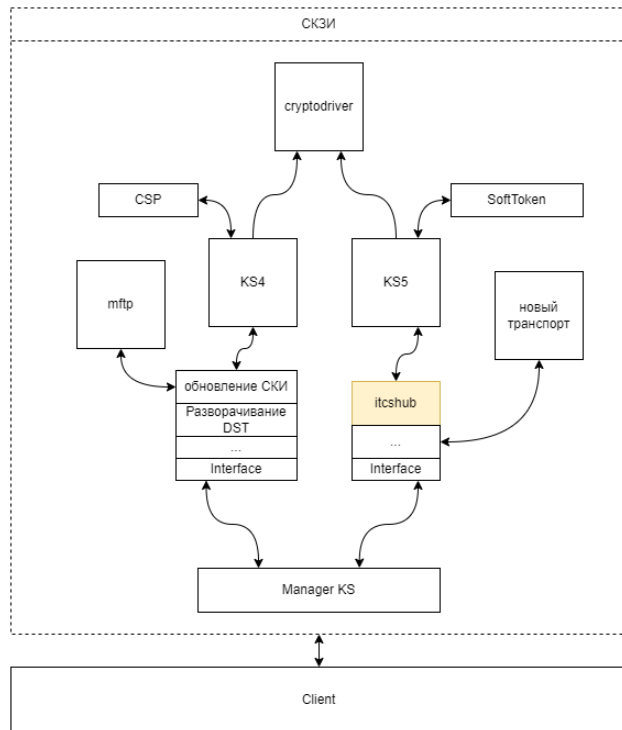 СКЗИ
cryptodriver
CSP
SoftToken
KS4
KS5
mftp
новый
транспорт
обновление СКИ
Разворачивание
DST
...
Interface
itcshub
...
Interface
Manager KS
Client